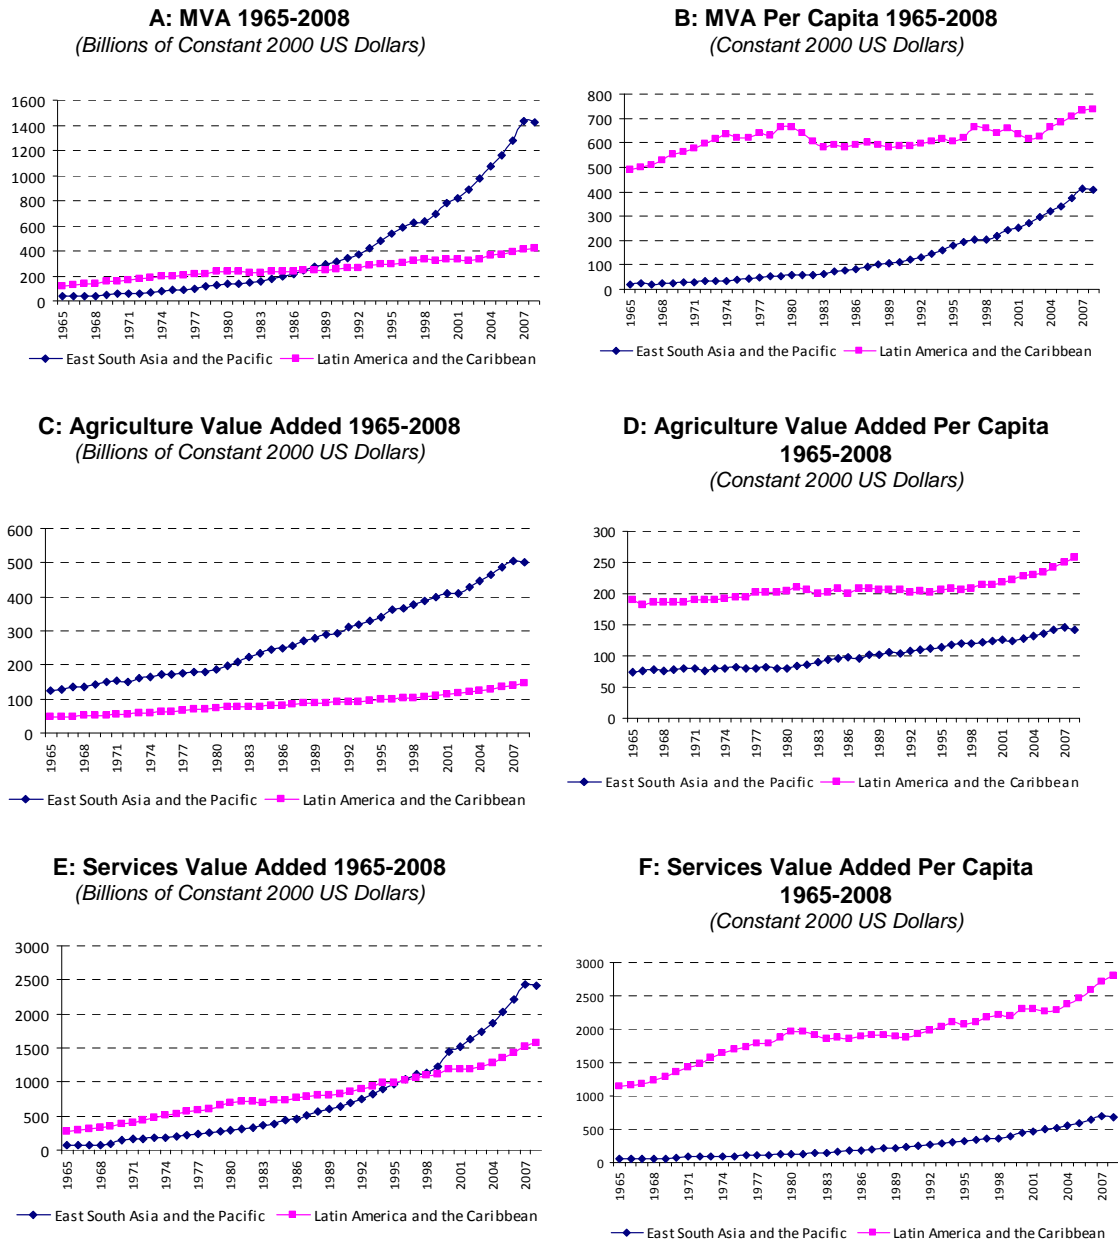 A: MVA 1965-2008
(Billions of Constant 2000 US Dollars)
1600
1400
1200
1000
800
600
400
200
0
1965 1968 1971 1974 1977 1980 1983 1986 1989 1992 1995 1998 2001 2004 2007
East South Asia and the Pacific Latin America and the Caribbean
B: MVA Per Capita 1965-2008
(Constant 2000 US Dollars)
800
700
600
500
400
300
200
100
0
1965 1968 1971 1974 1977 1980 1983 1986 1989 1992 1995 1998 2001 2004 2007
East South Asia and the Pacific Latin America and the Caribbean
C: Agriculture Value Added 1965-2008
(Billions of Constant 2000 US Dollars)
600
500
400
300
200
100
0
1965 1968 1971 1974 1977 1980 1983 1986 1989 1992 1995 1998 2001 2004 2007
East South Asia and the Pacific Latin America and the Caribbean
D: Agriculture Value Added Per Capita
1965-2008
(Constant 2000 US Dollars)
300
250
200
150
100
50
0
1965 1968 1971 1974 1977 1980 1983 1986 1989 1992 1995 1998 2001 2004 2007
East South Asia and the Pacific Latin America and the Caribbean
E: Services Value Added 1965-2008
(Billions of Constant 2000 US Dollars)
3000
2500
2000
1500
1000
500
0
1965 1968 1971 1974 1977 1980 1983 1986 1989 1992 1995 1998 2001 2004 2007
East South Asia and the Pacific Latin America and the Caribbean
F: Services Value Added Per Capita
1965-2008
(Constant 2000 US Dollars)
3000
2500
2000
1500
1000
500
0
1965 1968 1971 1974 1977 1980 1983 1986 1989 1992 1995 1998 2001 2004 2007
East South Asia and the Pacific Latin America and the Caribbean